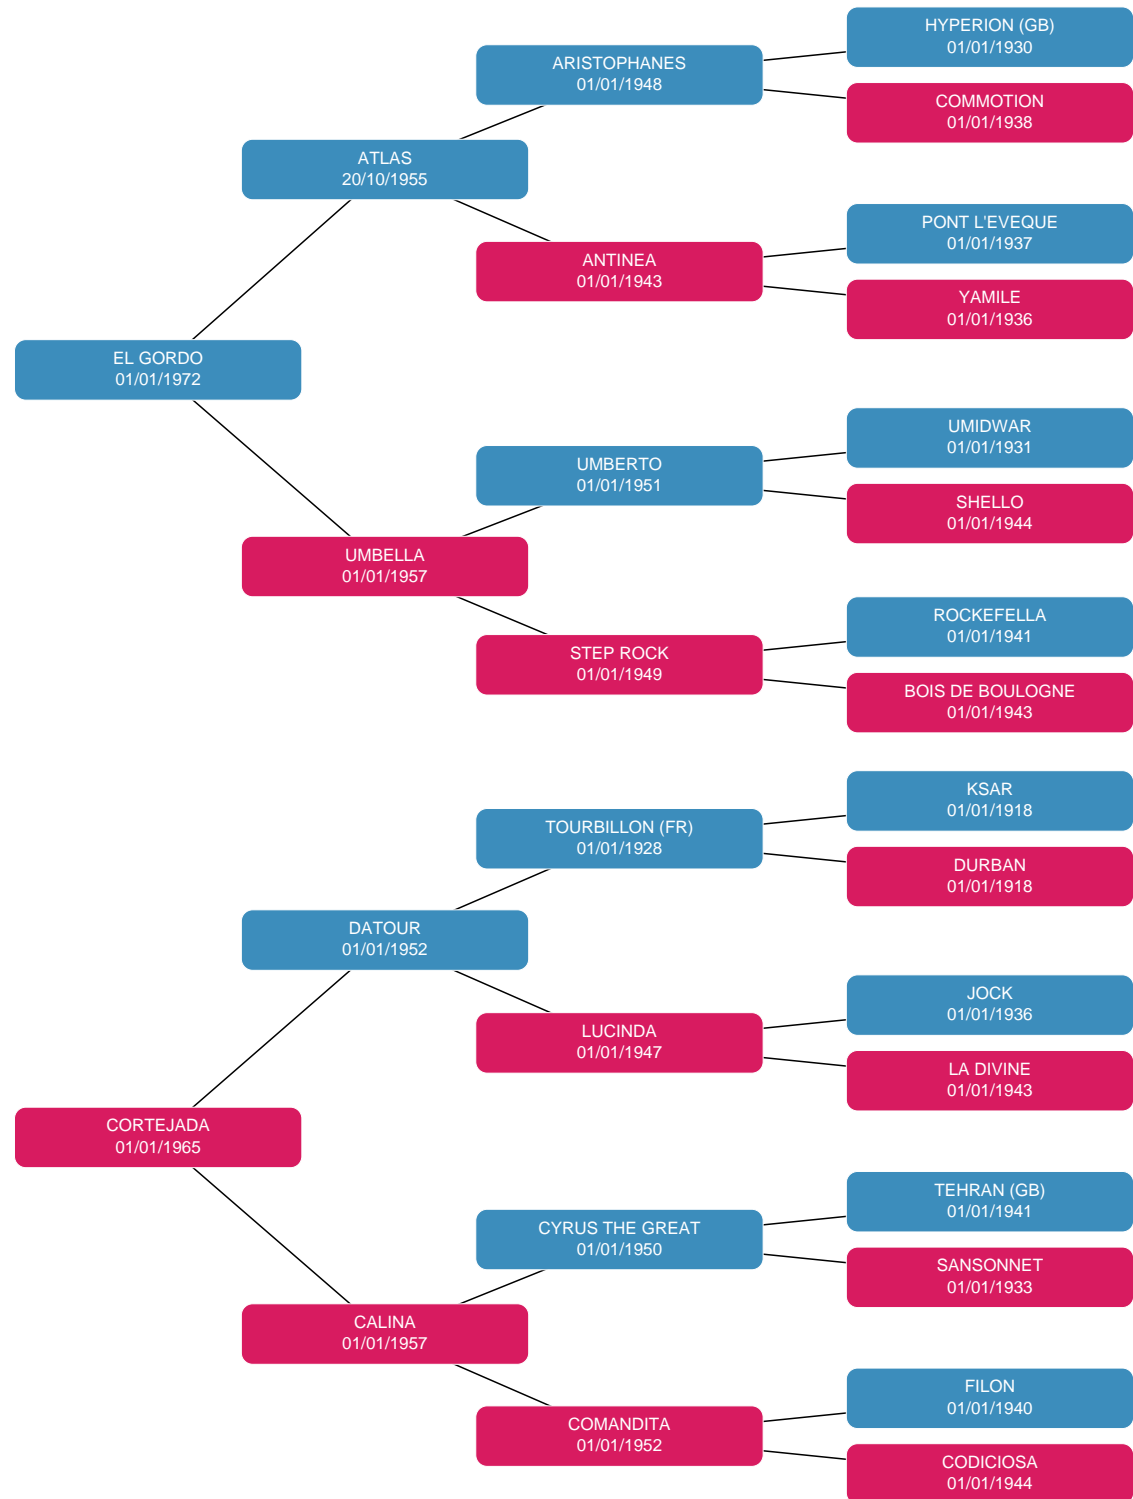 HYPERION (GB)
01/01/1930
ARISTOPHANES
01/01/1948
COMMOTION
01/01/1938
ATLAS
20/10/1955
PONT L'EVEQUE
01/01/1937
ANTINEA
01/01/1943
YAMILE
01/01/1936
EL GORDO
01/01/1972
UMIDWAR
01/01/1931
UMBERTO
01/01/1951
SHELLO
01/01/1944
UMBELLA
01/01/1957
ROCKEFELLA
01/01/1941
STEP ROCK
01/01/1949
BOIS DE BOULOGNE
01/01/1943
KSAR
01/01/1918
TOURBILLON (FR)
01/01/1928
DURBAN
01/01/1918
DATOUR
01/01/1952
JOCK
01/01/1936
LUCINDA
01/01/1947
LA DIVINE
01/01/1943
CORTEJADA
01/01/1965
TEHRAN (GB)
01/01/1941
CYRUS THE GREAT
01/01/1950
SANSONNET
01/01/1933
CALINA
01/01/1957
FILON
01/01/1940
COMANDITA
01/01/1952
CODICIOSA
01/01/1944